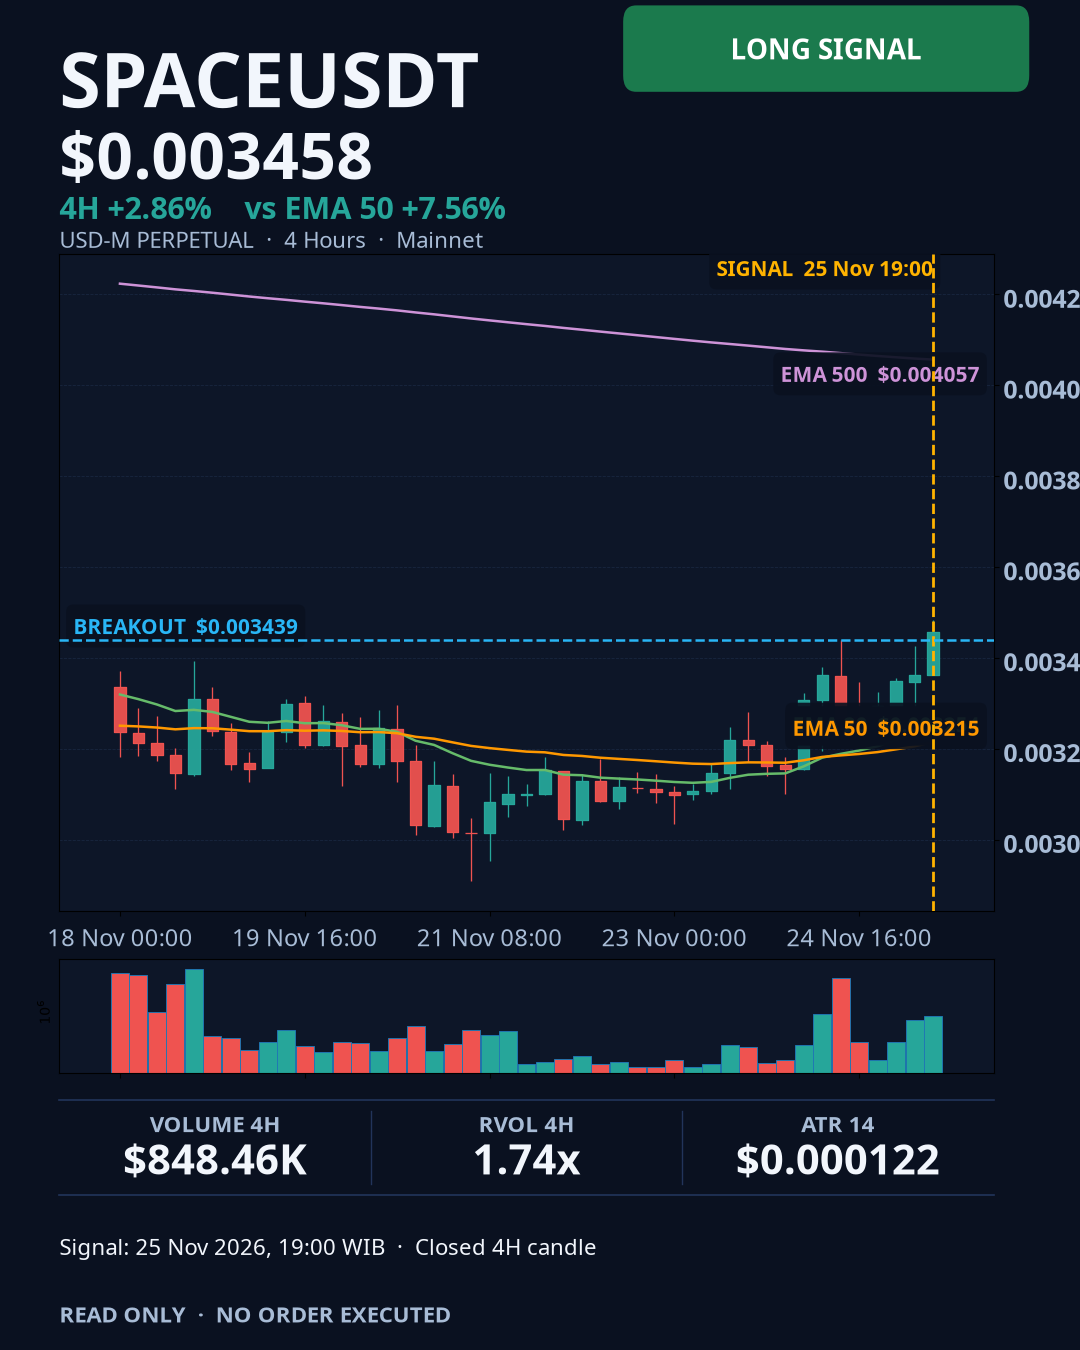 LONG SIGNAL
SPACEUSDT
$0.003458
4H +2.86% vs EMA 50 +7.56%
USD-M PERPETUAL · 4 Hours · Mainnet
SIGNAL 25 Nov 19:00
0.0042
EMA 500 $0.004057
0.0040
0.0038
0.0036
BREAKOUT $0.003439
0.0034
EMA 50 $0.003215
0.0032
0.0030
18 Nov 00:00 19 Nov 16:00 21 Nov 08:00 23 Nov 00:00 24 Nov 16:00
10⁶
VOLUME 4H RVOL 4H ATR 14
$848.46K 1.74x $0.000122
Signal: 25 Nov 2026, 19:00 WIB · Closed 4H candle
READ ONLY · NO ORDER EXECUTED